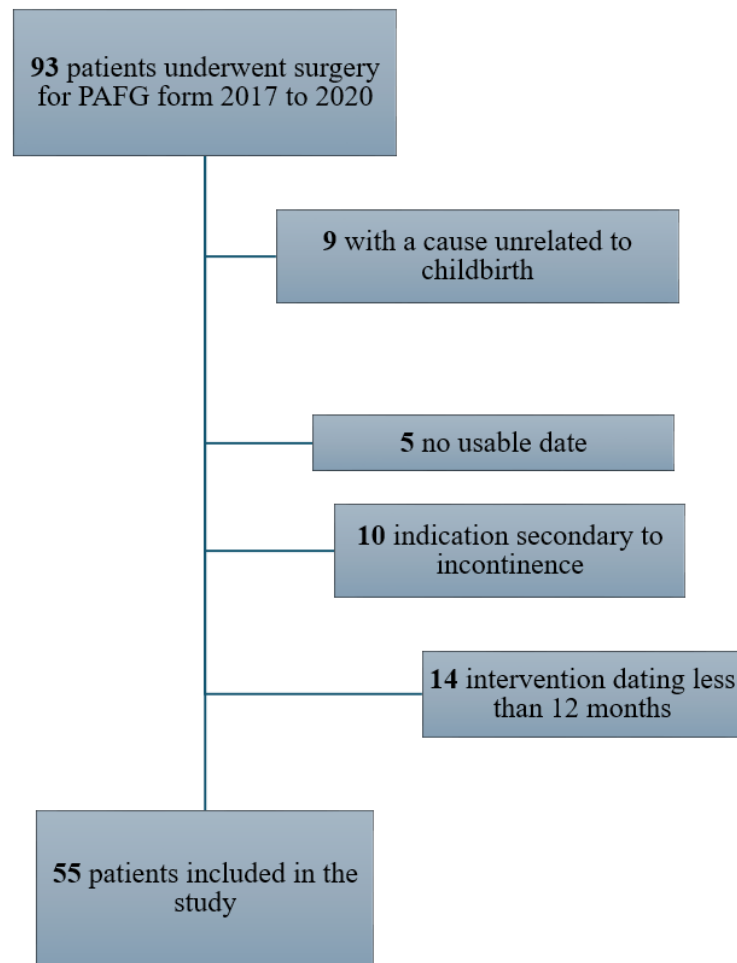 93 patients underwent surgery
for PAFG form 2017 to 2020
9 with a cause unrelated to
childbirth
5 no usable date
10 indication secondary to
incontinence
14 intervention dating less
than 12 months
55 patients included in the
study